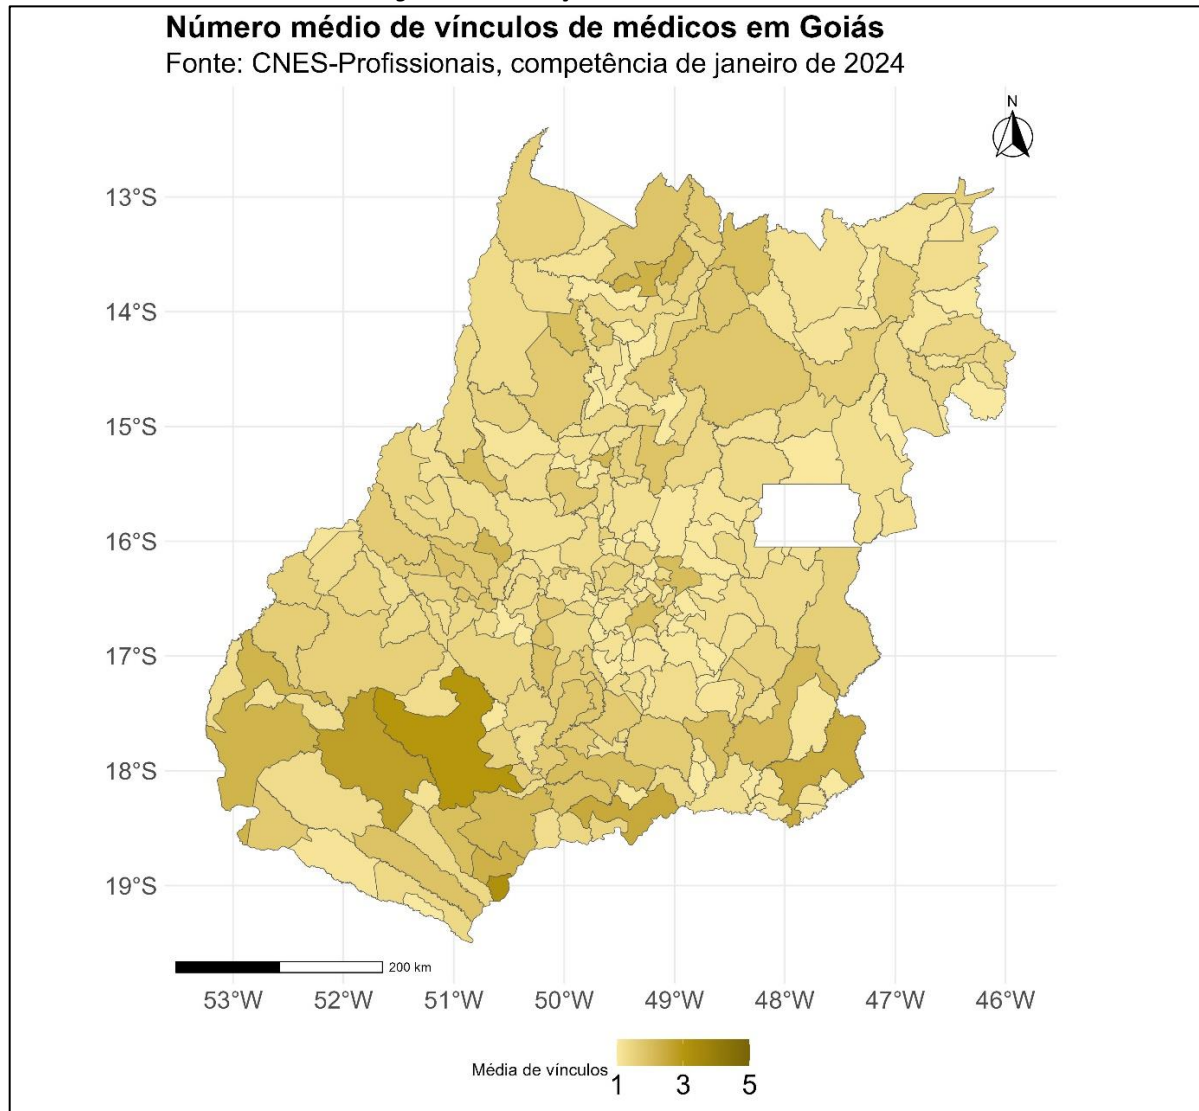 Número médio de vínculos de médicos em Goiás
Fonte: CNES-Profissionais, competência de janeiro de 2024
N
13°S
14°S
15°S
16°S
17°S
18°S
19°S
200 km
53°W 52°W 51°W 50°W 49°W 48°W 47°W 46°W
Média de vínculos
1 3 5